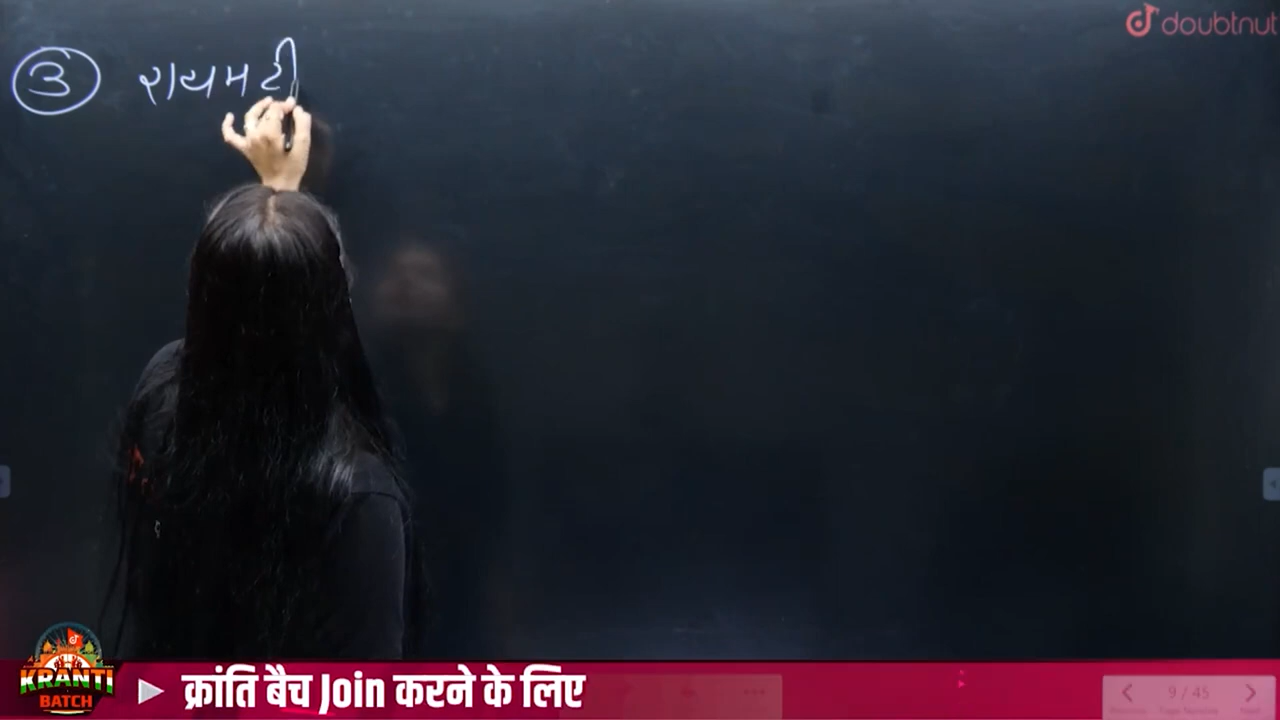 doubtnut
③ रायमटी
KRANTI
BATCH
क्रांति बैच Join करने के लिए
9 / 45